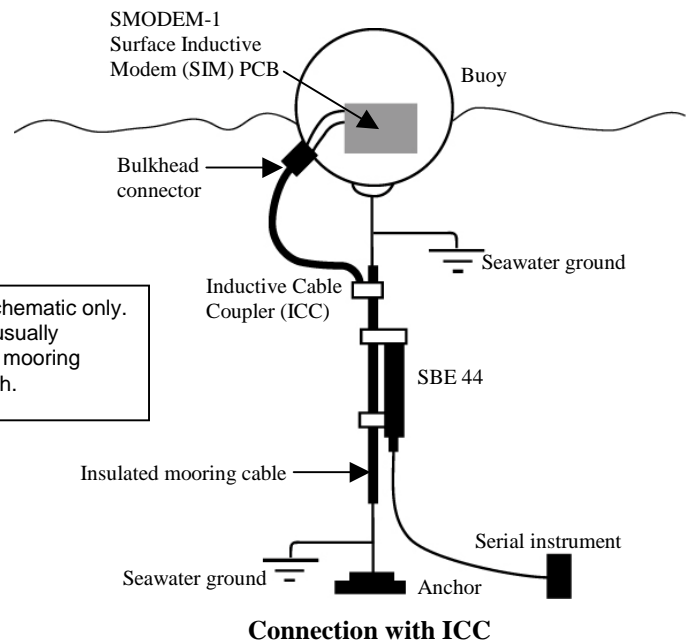 SMODEM-1
Surface Inductive
Modem (SIM) PCB
Buoy
Bulkhead
connector
Seawater ground
Inductive Cable
Coupler (ICC)
chematic only.
usually
mooring
h.
SBE 44
Insulated mooring cable
Serial instrument
Seawater ground
Anchor
Connection with ICC